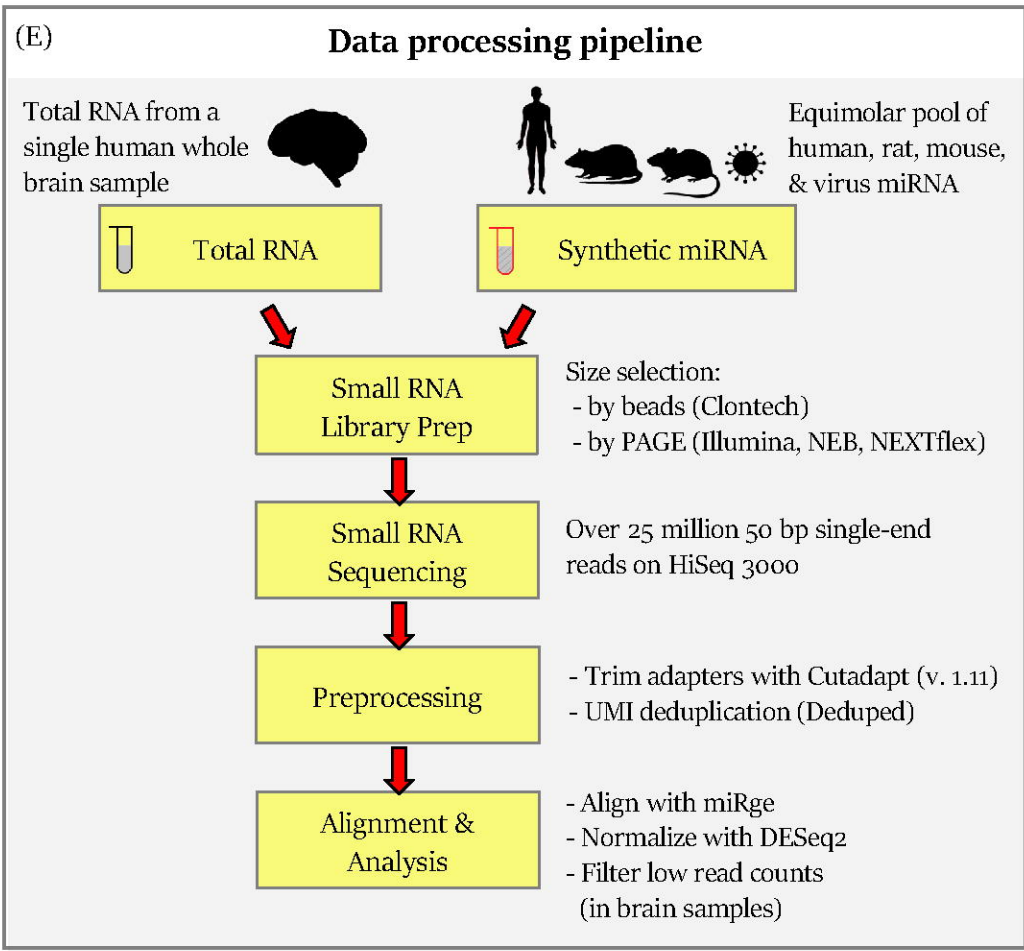 (E)
Data processing pipeline
Total RNA from a
single human whole
brain sample
Equimolar pool of
human, rat, mouse,
& virus miRNA
Total RNA
Synthetic miRNA
Small RNA
Library Prep
Size selection:
- by beads (Clontech)
- by PAGE (Illumina, NEB, NEXTflex)
Small RNA
Sequencing
Over 25 million 50 bp single-end
reads on HiSeq 3000
Preprocessing
- Trim adapters with Cutadapt (v. 1.11)
- UMI deduplication (Deduped)
Alignment &
Analysis
- Align with miRge
- Normalize with DESeq2
- Filter low read counts
(in brain samples)